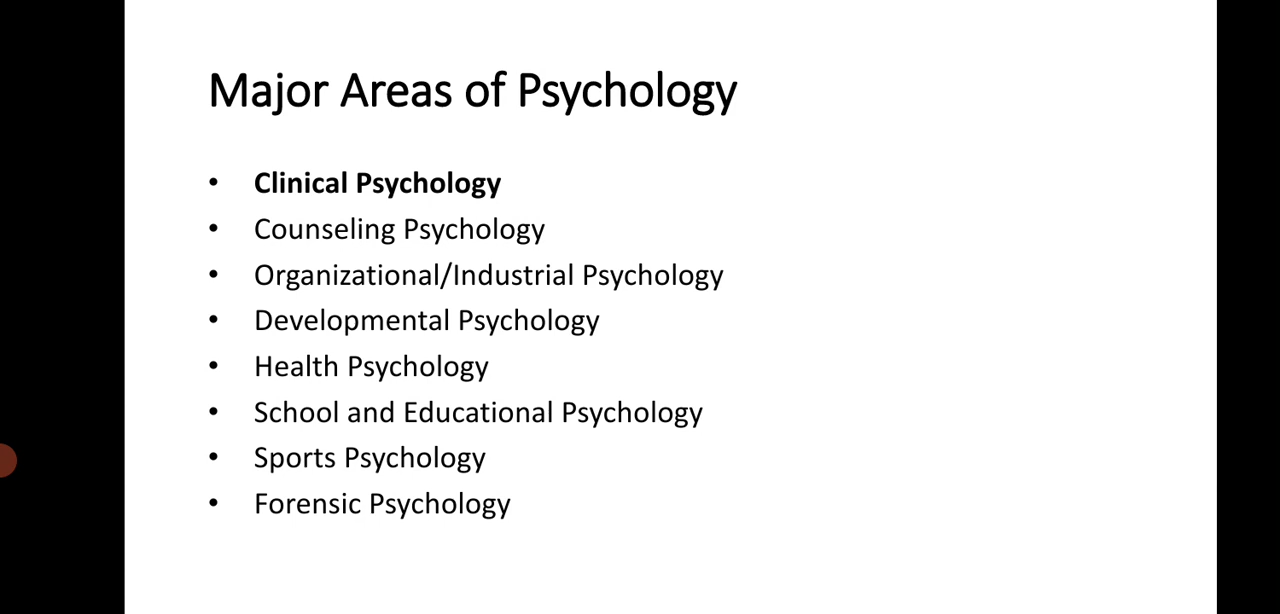 Major Areas of Psychology
• Clinical Psychology
• Counseling Psychology
• Organizational/Industrial Psychology
• Developmental Psychology
• Health Psychology
• School and Educational Psychology
• Sports Psychology
• Forensic Psychology